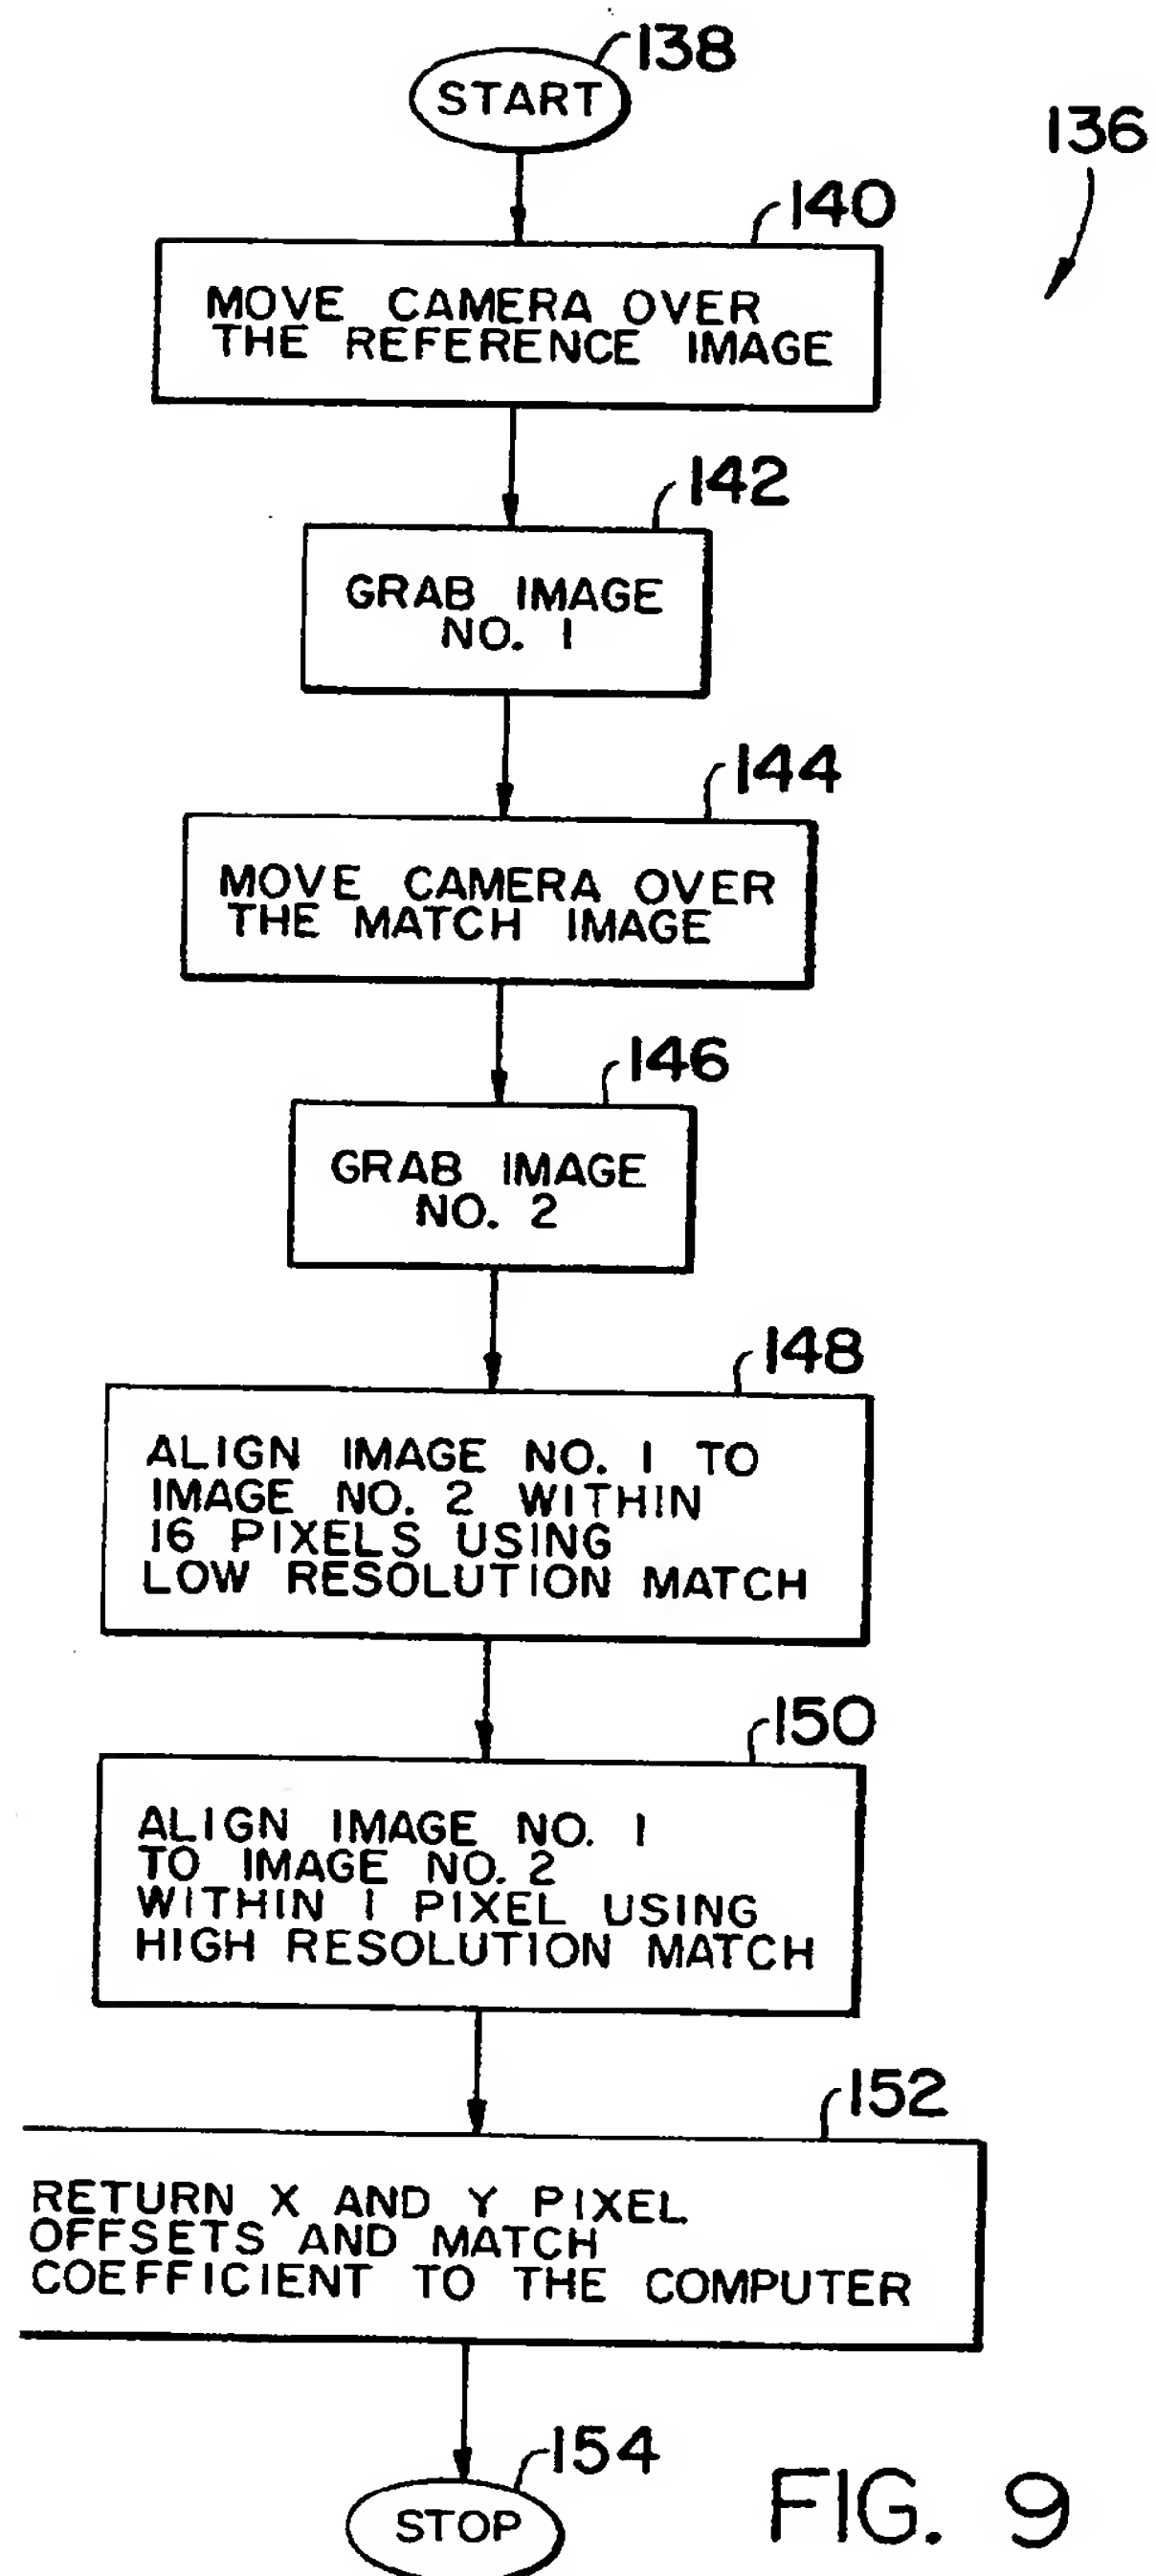 138
START
136
140
MOVE CAMERA OVER
THE REFERENCE IMAGE
142
GRAB IMAGE
NO. 1
144
MOVE CAMERA OVER
THE MATCH IMAGE
146
GRAB IMAGE
NO. 2
148
ALIGN IMAGE NO. 1 TO
IMAGE NO. 2 WITHIN
16 PIXELS USING
LOW RESOLUTION MATCH
150
ALIGN IMAGE NO. 1
TO IMAGE NO. 2
WITHIN 1 PIXEL USING
HIGH RESOLUTION MATCH
152
RETURN X AND Y PIXEL
OFFSETS AND MATCH
COEFFICIENT TO THE COMPUTER
154
STOP
FIG. 9